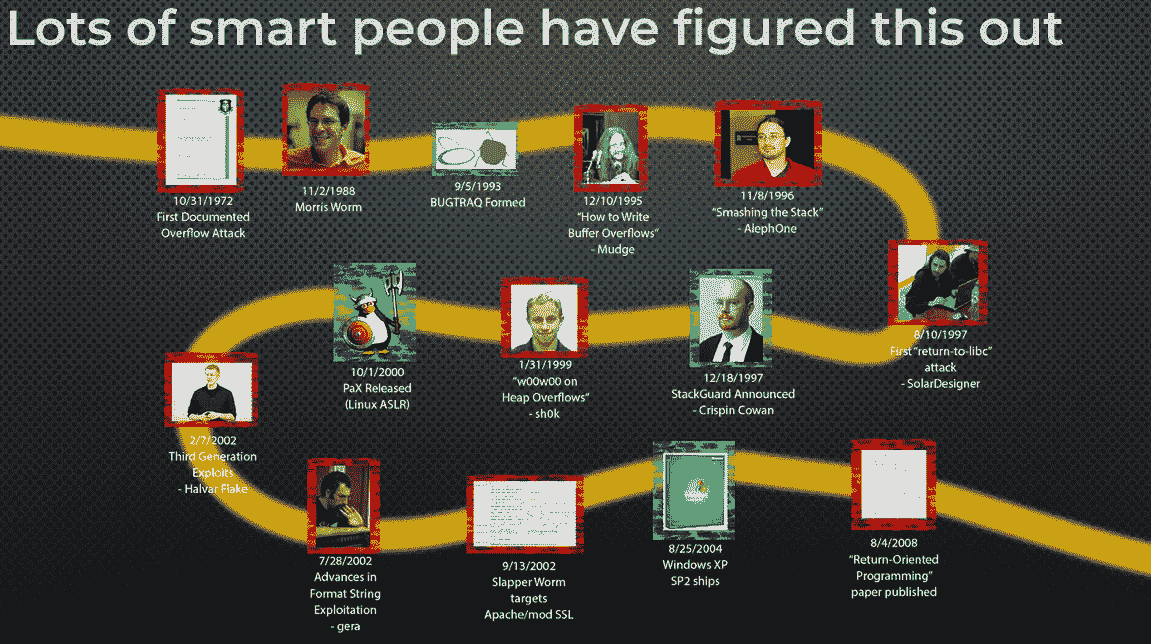 Lots of smart people have figured this out
10/31/1972
First Documented
Overflow Attack
11/2/1988
Morris Worm
9/5/1993
BUGTRAQ Formed
12/10/1995
“How to Write
Buffer Overflows”
- Mudge
11/8/1996
“Smashing the Stack”
- AlephOne
8/10/1997
First “return-to-libc”
attack
- SolarDesigner
12/18/1997
StackGuard Announced
- Crispin Cowan
1/31/1999
“w00w00 on
Heap Overflows”
- sh0k
10/1/2000
PaX Released
(Linux ASLR)
2/7/2002
Third Generation
Exploits
- Halvar Flake
7/28/2002
Advances in
Format String
Exploitation
- gera
9/13/2002
Slapper Worm
targets
Apache/mod SSL
8/25/2004
Windows XP
SP2 ships
8/4/2008
“Return-Oriented
Programming”
paper published